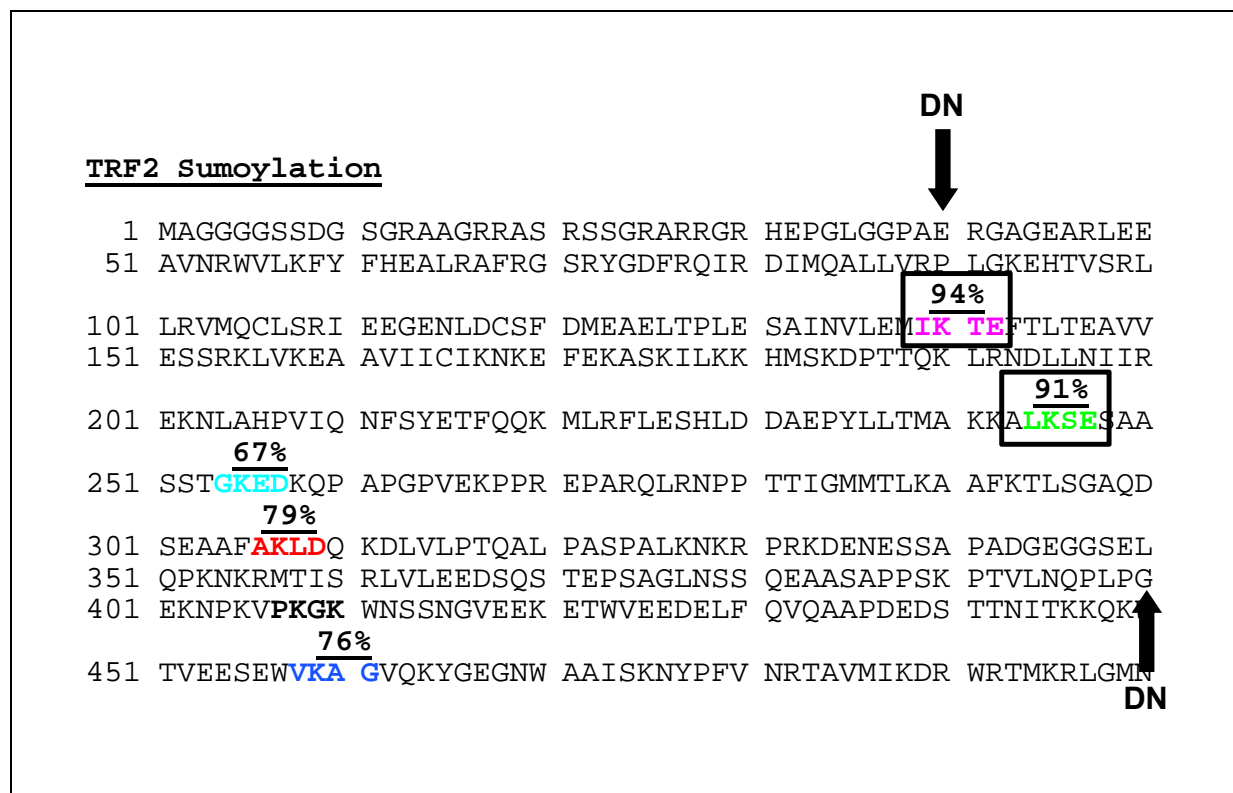 DN
TRF2 Sumoylation
1 MAGGGGSSDG SGRAAGRRAS RSSGRARRGR HEPGLGGPAE RGAGEARLEE
51 AVNRWVLKFY FHEALRAFRG SRYGDFRQIR DIMQALLVRP LGKEHTVSRL
94%
101 LRVMQCLSRI EEGENLDCSF DMEAELTPLE SAINVLEMIK TEFTLTEAVV
151 ESSRKLVKEA AVIICIKNKE FEKASKILKK HMSKDPTTQK LRNDLLNIIR
91%
201 EKNLAHPVIQ NFSYETFQQK MLRFLESHLD DAEPYLLTMA KKALKSESAA
67%
251 SSTGKEDKQP APGPVEKPPR EPARQLRNPP TTIGMMTLKA AFKTLSGAQD
79%
301 SEAAFAKLDQ KDLVLPTQAL PASPALKNKR PRKDENESSA PADGEGGSEL
351 QPKNKRMTIS RLVLEEDSQS TEPSAGLNSS QEAASAPPSK PTVLNQPLPG
401 EKNPKVPKGK WNSSNGVEEK ETWVEEDELF QVQAAPDEDS TTNITKKQK
76%
451 TVEESEWVKA GVQKYGEGNW AAISKNYPFV NRTAVMIKDR WRTMKRLGMN
DN